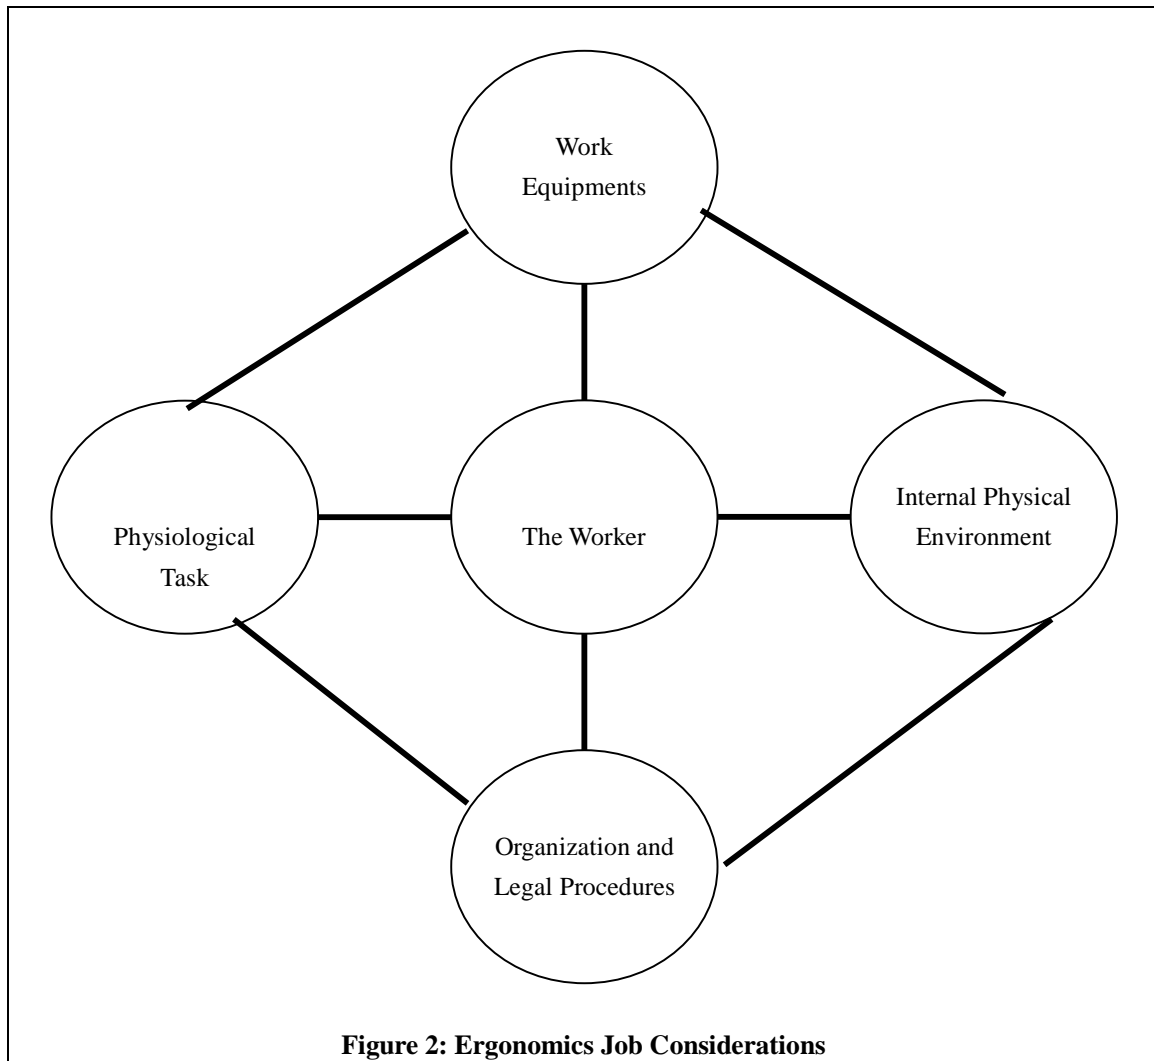 Work
Equipments
Physiological
Task
The Worker
Internal Physical
Environment
Organization and
Legal Procedures
Figure 2: Ergonomics Job Considerations